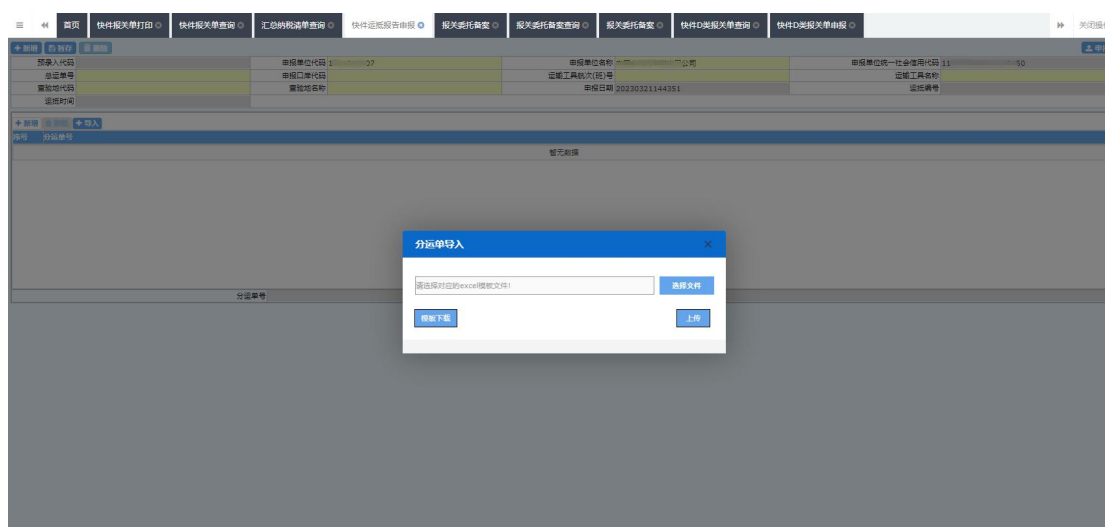 首页 快件报关单打印 快件报关单查询 汇总纳税清单查询 快件运抵报告申报 报关委托备案 报关委托备案查询 报关委托备案 快件D类报关单查询 快件D类报关单申报 关闭操
+ 新增 暂存 删除 申
预录入代码 申报单位代码 1 37 申报单位名称 公司 申报单位统一社会信用代码 11 50
总运单号 申报口岸代码 运输工具航次(班)号 运输工具名称
查验地代码 查验地名称 申报日期 20230321144351 运抵编号
运抵时间
+ 新增 删除 + 导入
序号 分运单号
暂无数据
分运单导入 ×
请选择对应的excel模板文件! 选择文件
分运单号
模板下载 上传